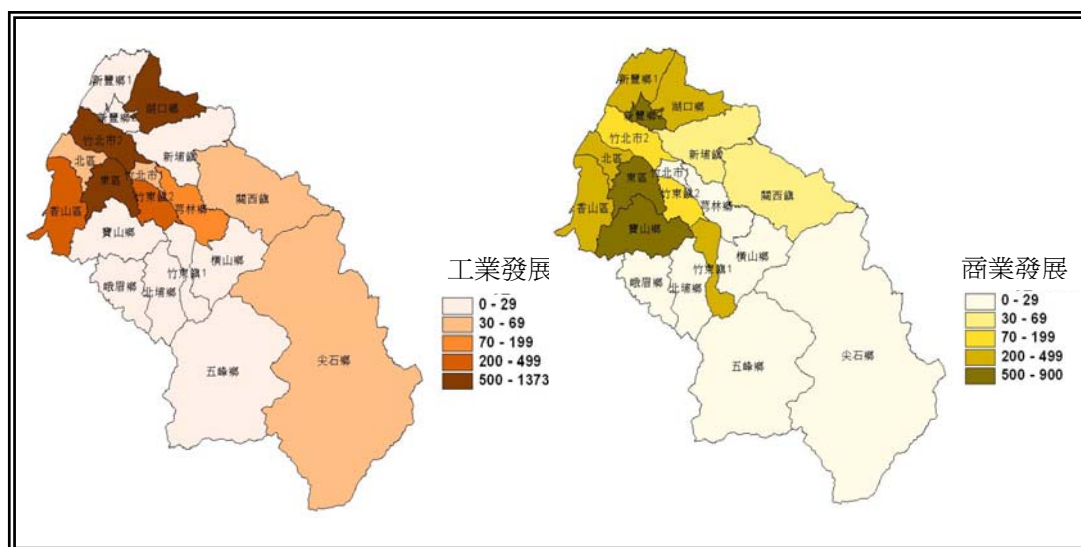 新豐鄉1
湖口鄉
新豐鄉2
竹北市2
新埔鎮
北區
竹北市1
東區
竹東鎮2
芎林鄉
關西鎮
香山區
寶山鄉
橫山鄉
竹東鎮1
峨眉鄉
北埔鄉
五峰鄉
尖石鄉
工業發展
0 - 29
30 - 69
70 - 199
200 - 499
500 - 1373
新豐鄉1
湖口鄉
新豐鄉2
竹北市2
新埔鎮
北區
竹北市1
東區
竹東鎮2
芎林鄉
關西鎮
香山區
寶山鄉
橫山鄉
竹東鎮1
峨眉鄉
北埔鄉
五峰鄉
尖石鄉
商業發展
0 - 29
30 - 69
70 - 199
200 - 499
500 - 900